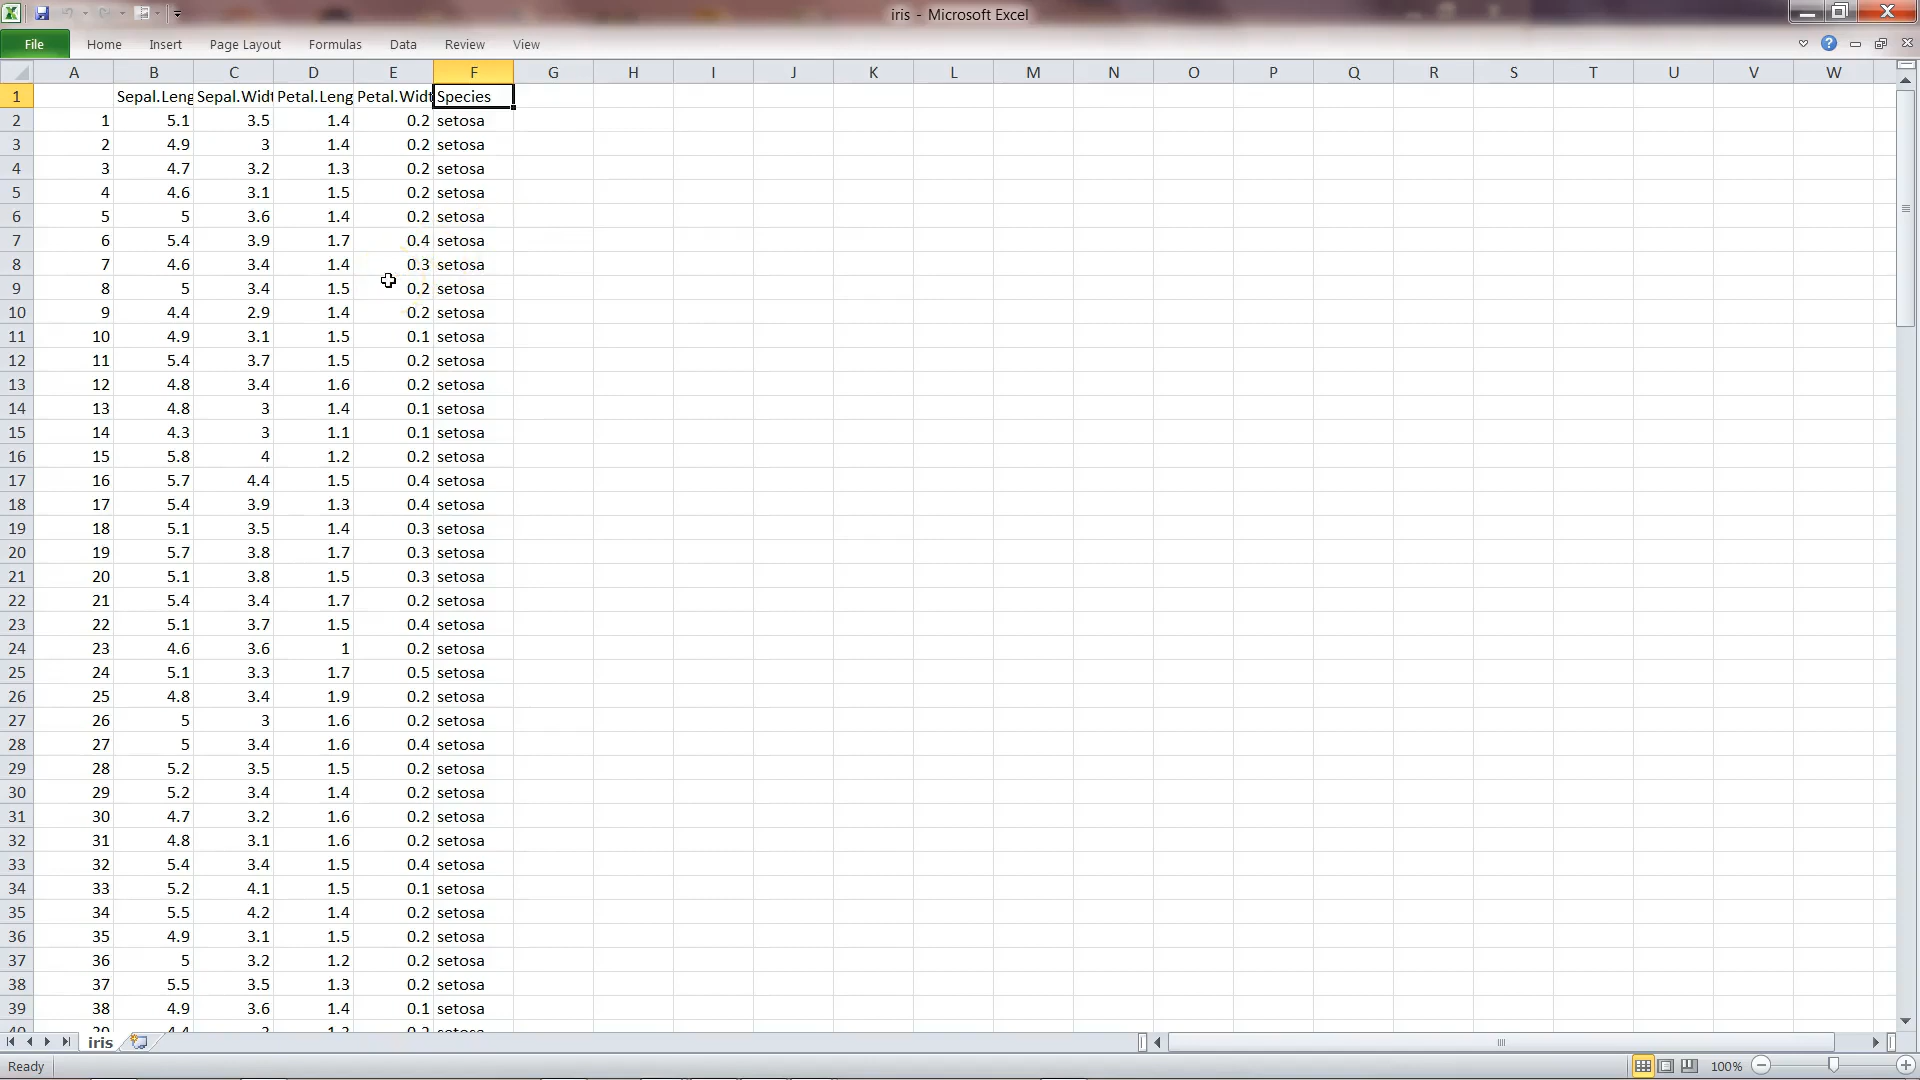 iris - Microsoft Excel
File Home Insert Page Layout Formulas Data Review View
A B C D E F G H I J K L M N O P Q R S T U V W
1 Sepal.Leng Sepal.Widt Petal.Leng Petal.Widt Species
2 1 5.1 3.5 1.4 0.2 setosa
3 2 4.9 3 1.4 0.2 setosa
4 3 4.7 3.2 1.3 0.2 setosa
5 4 4.6 3.1 1.5 0.2 setosa
6 5 5 3.6 1.4 0.2 setosa
7 6 5.4 3.9 1.7 0.4 setosa
8 7 4.6 3.4 1.4 0.3 setosa
9 8 5 3.4 1.5 0.2 setosa
10 9 4.4 2.9 1.4 0.2 setosa
11 10 4.9 3.1 1.5 0.1 setosa
12 11 5.4 3.7 1.5 0.2 setosa
13 12 4.8 3.4 1.6 0.2 setosa
14 13 4.8 3 1.4 0.1 setosa
15 14 4.3 3 1.1 0.1 setosa
16 15 5.8 4 1.2 0.2 setosa
17 16 5.7 4.4 1.5 0.4 setosa
18 17 5.4 3.9 1.3 0.4 setosa
19 18 5.1 3.5 1.4 0.3 setosa
20 19 5.7 3.8 1.7 0.3 setosa
21 20 5.1 3.8 1.5 0.3 setosa
22 21 5.4 3.4 1.7 0.2 setosa
23 22 5.1 3.7 1.5 0.4 setosa
24 23 4.6 3.6 1 0.2 setosa
25 24 5.1 3.3 1.7 0.5 setosa
26 25 4.8 3.4 1.9 0.2 setosa
27 26 5 3 1.6 0.2 setosa
28 27 5 3.4 1.6 0.4 setosa
29 28 5.2 3.5 1.5 0.2 setosa
30 29 5.2 3.4 1.4 0.2 setosa
31 30 4.7 3.2 1.6 0.2 setosa
32 31 4.8 3.1 1.6 0.2 setosa
33 32 5.4 3.4 1.5 0.4 setosa
34 33 5.2 4.1 1.5 0.1 setosa
35 34 5.5 4.2 1.4 0.2 setosa
36 35 4.9 3.1 1.5 0.2 setosa
37 36 5 3.2 1.2 0.2 setosa
38 37 5.5 3.5 1.3 0.2 setosa
39 38 4.9 3.6 1.4 0.1 setosa
40 39 4.4 3 1.3 0.2 setosa
iris
Ready 100%